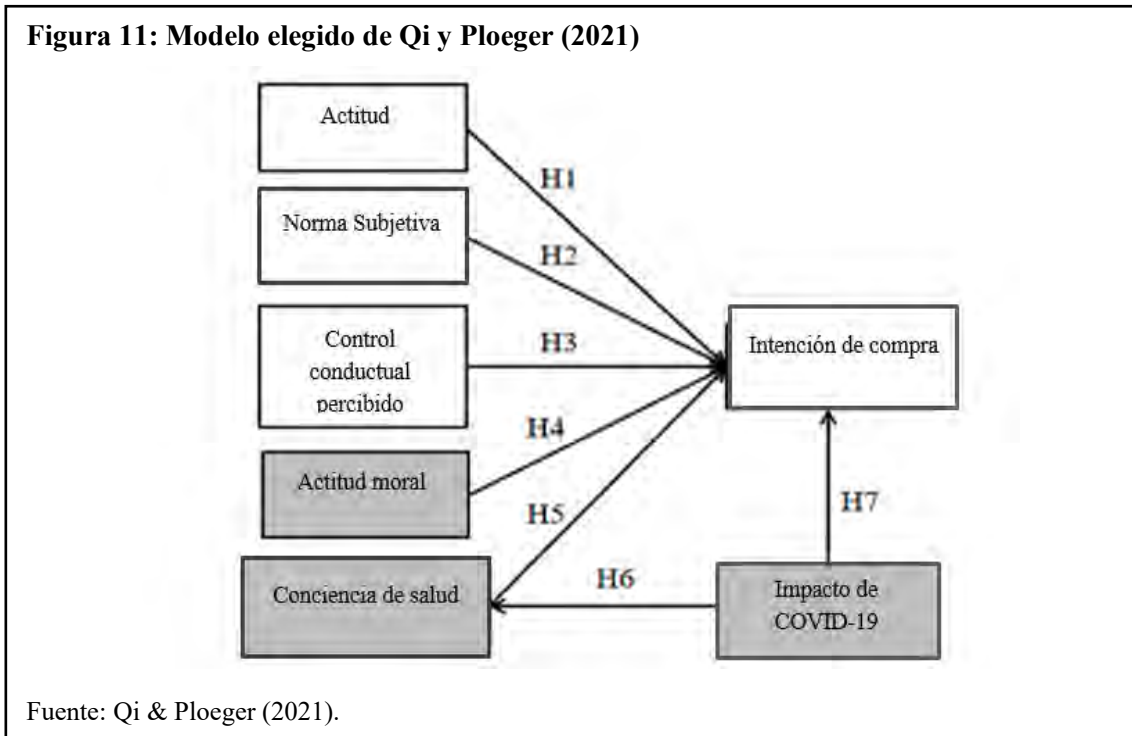 Figura 11: Modelo elegido de Qi y Ploeger (2021)
Actitud
H1
Norma Subjetiva
H2
Control
conductual
percibido
H3
Intención de compra
H4
Actitud moral
H5
H7
Conciencia de salud
H6
Impacto de
COVID-19
Fuente: Qi & Ploeger (2021).